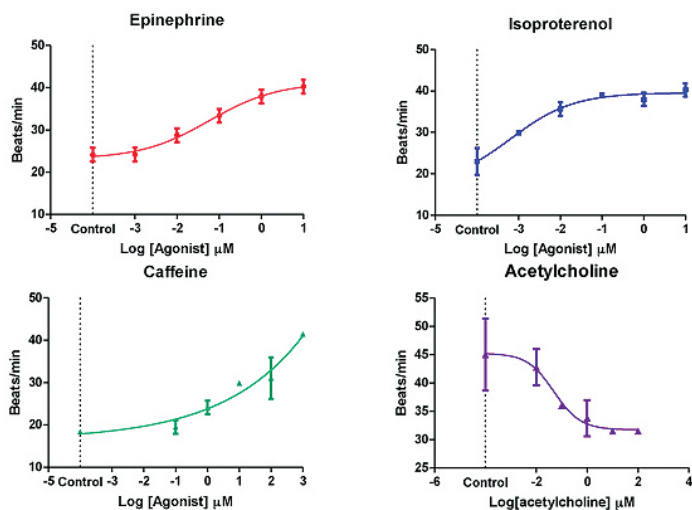 Epinephrine
50
40
30
20
10
Beats/min
-5 Control -3 -2 -1 0 1
Log [Agonist] μM
Isoproterenol
50
40
30
20
10
Beats/min
-5 Control -3 -2 -1 0 1
Log [Agonist] μM
Caffeine
50
40
30
20
10
Beats/min
-5 Control -3 -2 -1 0 1 2 3
Log [Agonist] μM
Acetylcholine
55
50
45
40
35
30
25
Beats/min
-6 Control -2 0 2 4
Log[acetylcholine] μM